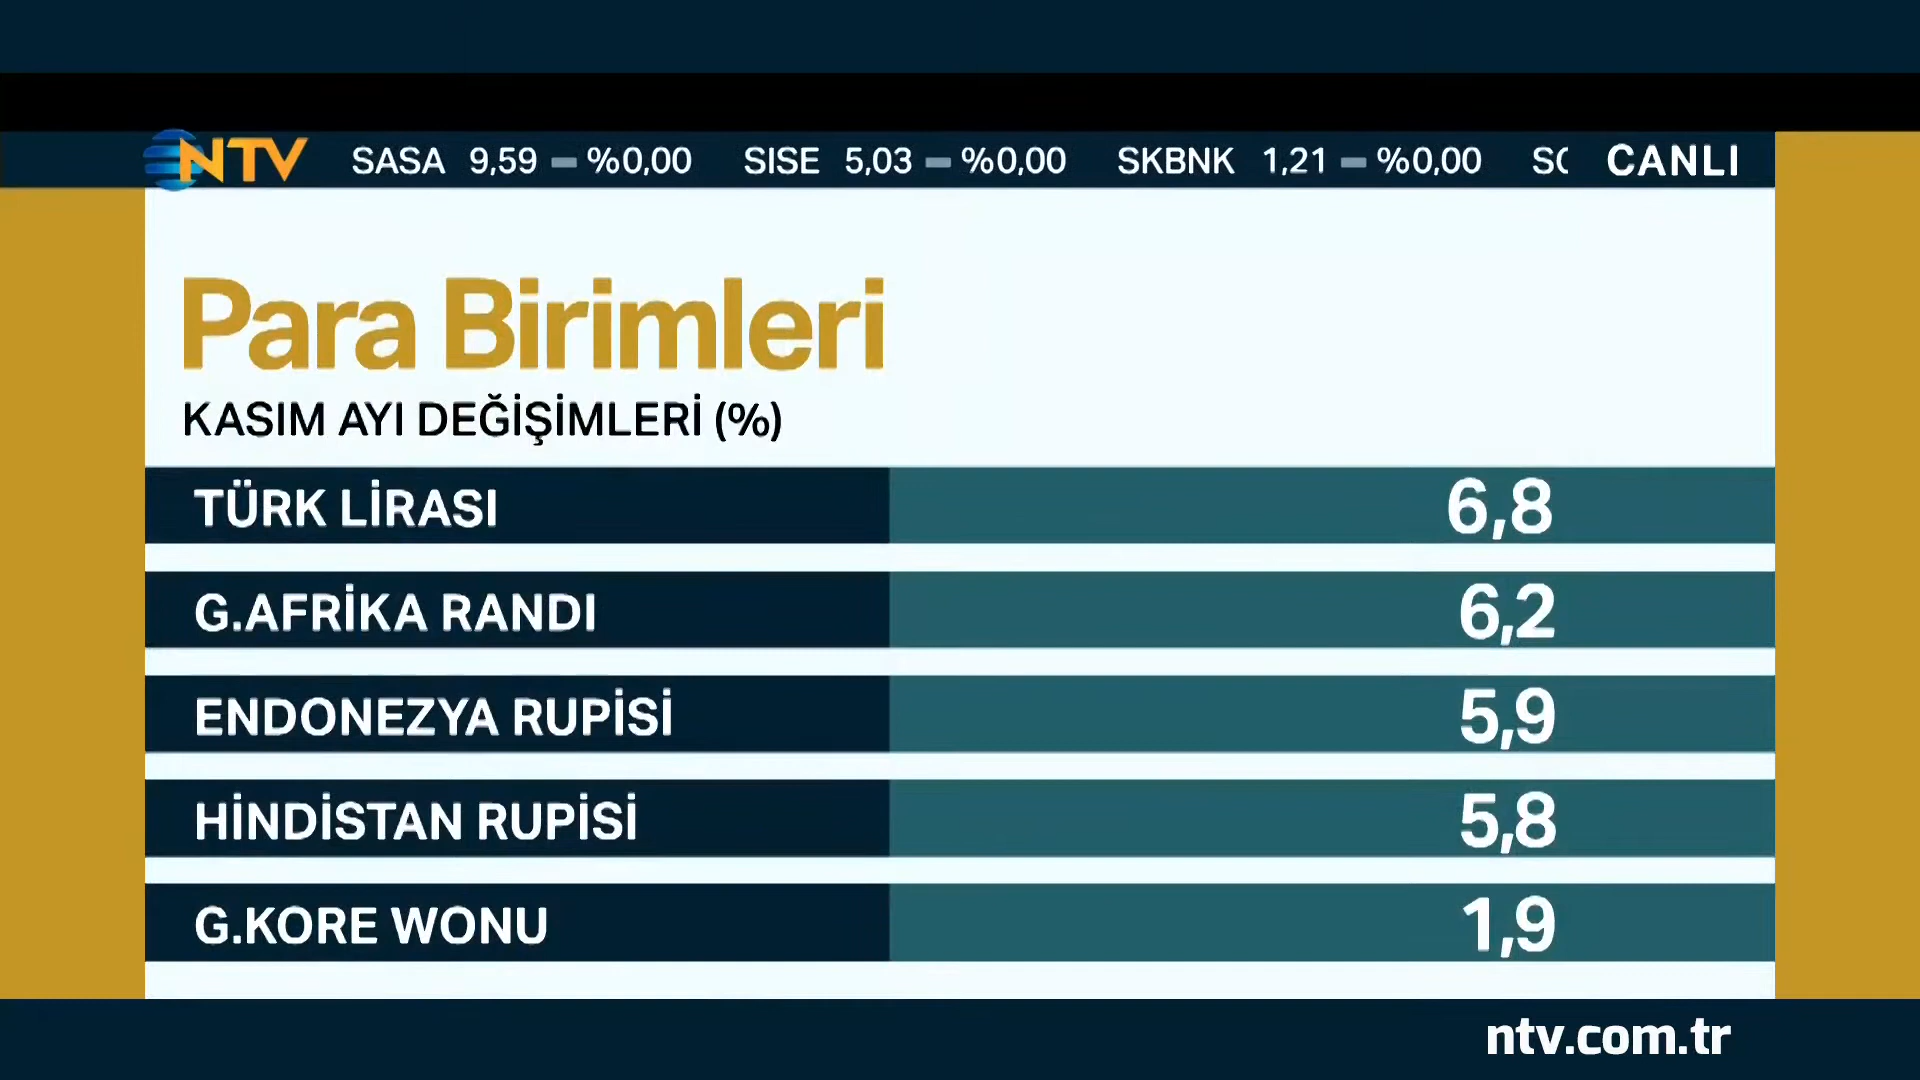 NTV SASA 9,59 %0,00 SISE 5,03 %0,00 SKBNK 1,21 %0,00 CANLI
Para Birimleri
KASIM AYI DEĞİŞİMLERİ (%)
TÜRK LİRASI 6,8
G.AFRİKA RANDI 6,2
ENDONEZYA RUPİSİ 5,9
HİNDİSTAN RUPİSİ 5,8
G.KORE WONU 1,9
ntv.com.tr